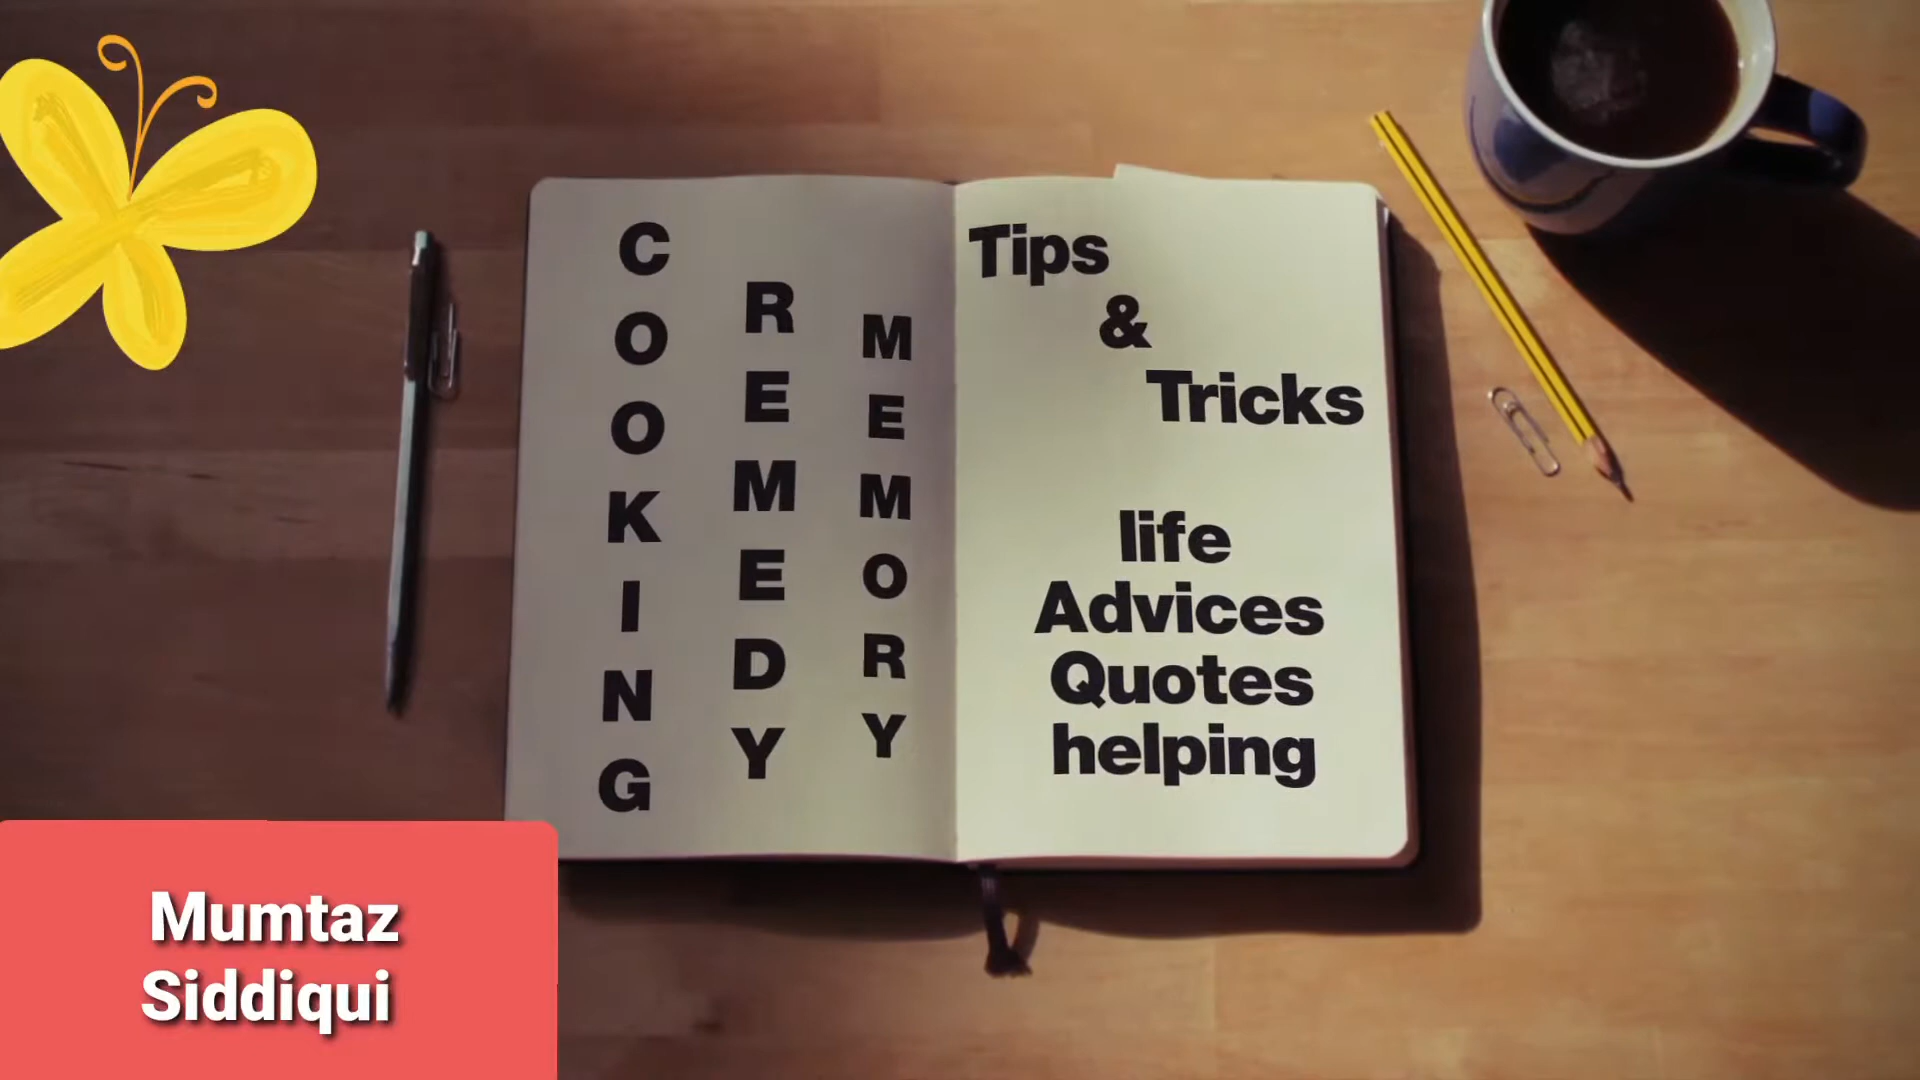 COOKING
REMEDY
MEMORY
Tips
&
Tricks
life
Advices
Quotes
helping
Mumtaz
Siddiqui